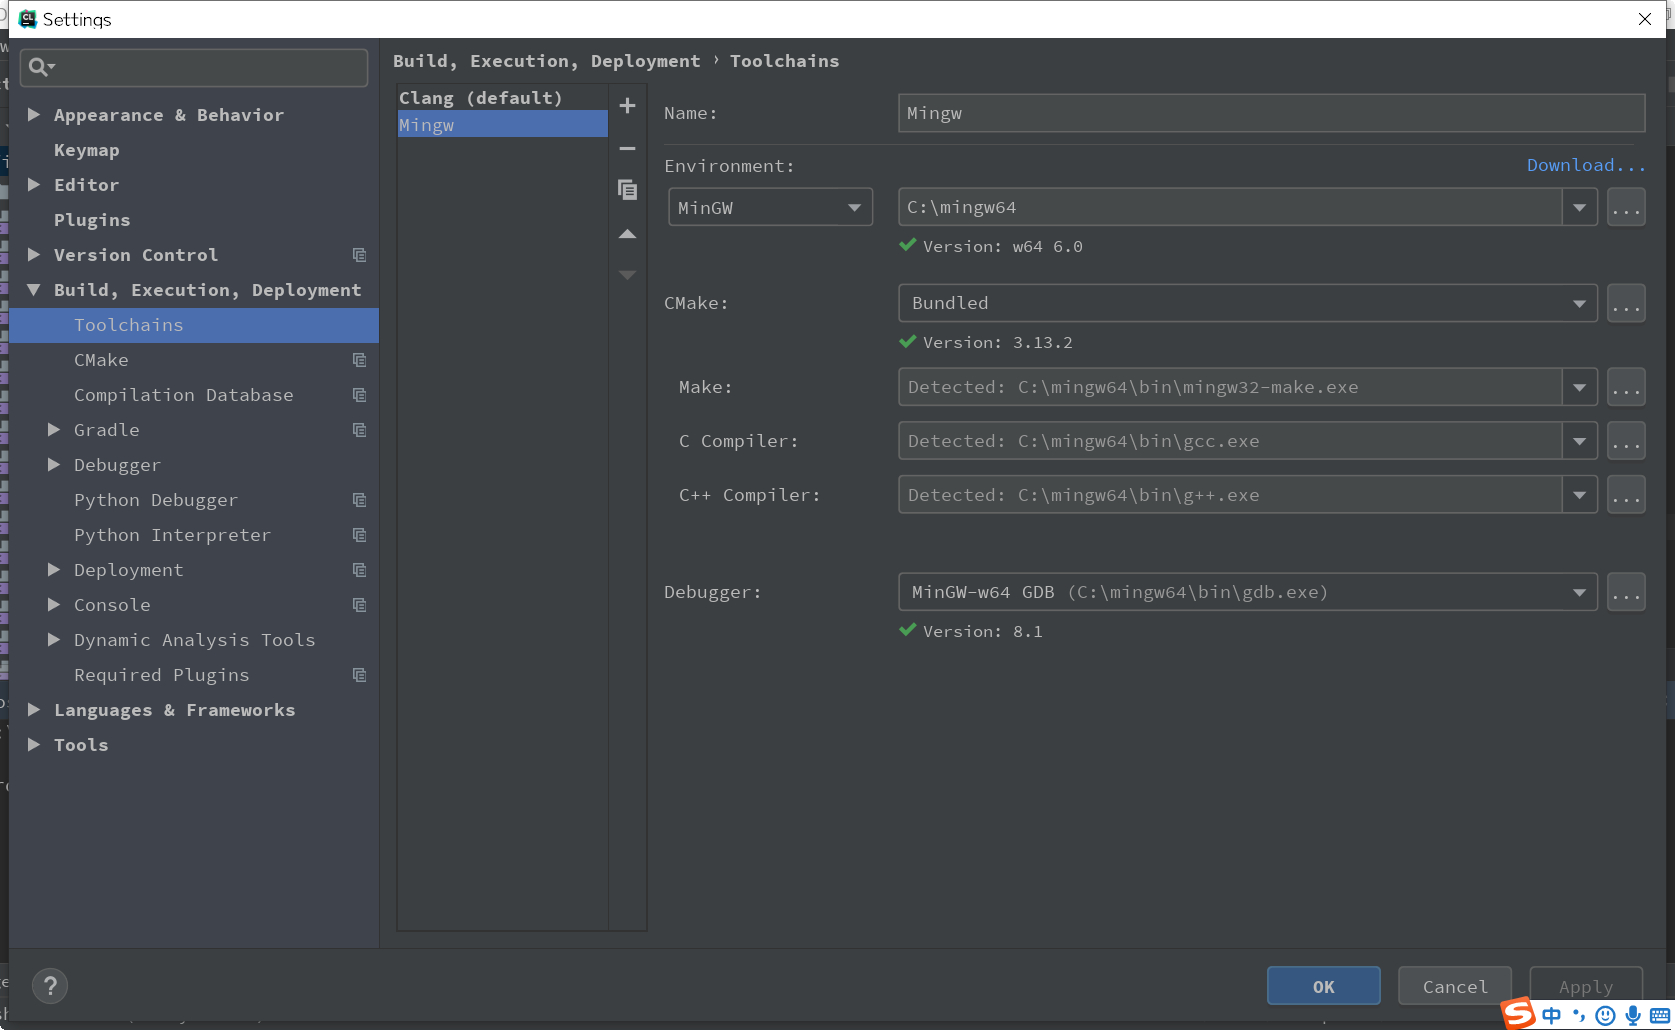 Settings
Appearance & Behavior
Keymap
Editor
Plugins
Version Control
Build, Execution, Deployment
Toolchains
CMake
Compilation Database
Gradle
Debugger
Python Debugger
Python Interpreter
Deployment
Console
Dynamic Analysis Tools
Required Plugins
Languages & Frameworks
Tools
Build, Execution, Deployment › Toolchains
Clang (default)
Mingw
Name: Mingw
Environment: Download...
MinGW C:\mingw64 ...
Version: w64 6.0
CMake: Bundled ...
Version: 3.13.2
Make: Detected: C:\mingw64\bin\mingw32-make.exe ...
C Compiler: Detected: C:\mingw64\bin\gcc.exe ...
C++ Compiler: Detected: C:\mingw64\bin\g++.exe ...
Debugger: MinGW-w64 GDB (C:\mingw64\bin\gdb.exe) ...
Version: 8.1
?
OK Cancel Apply
S 中